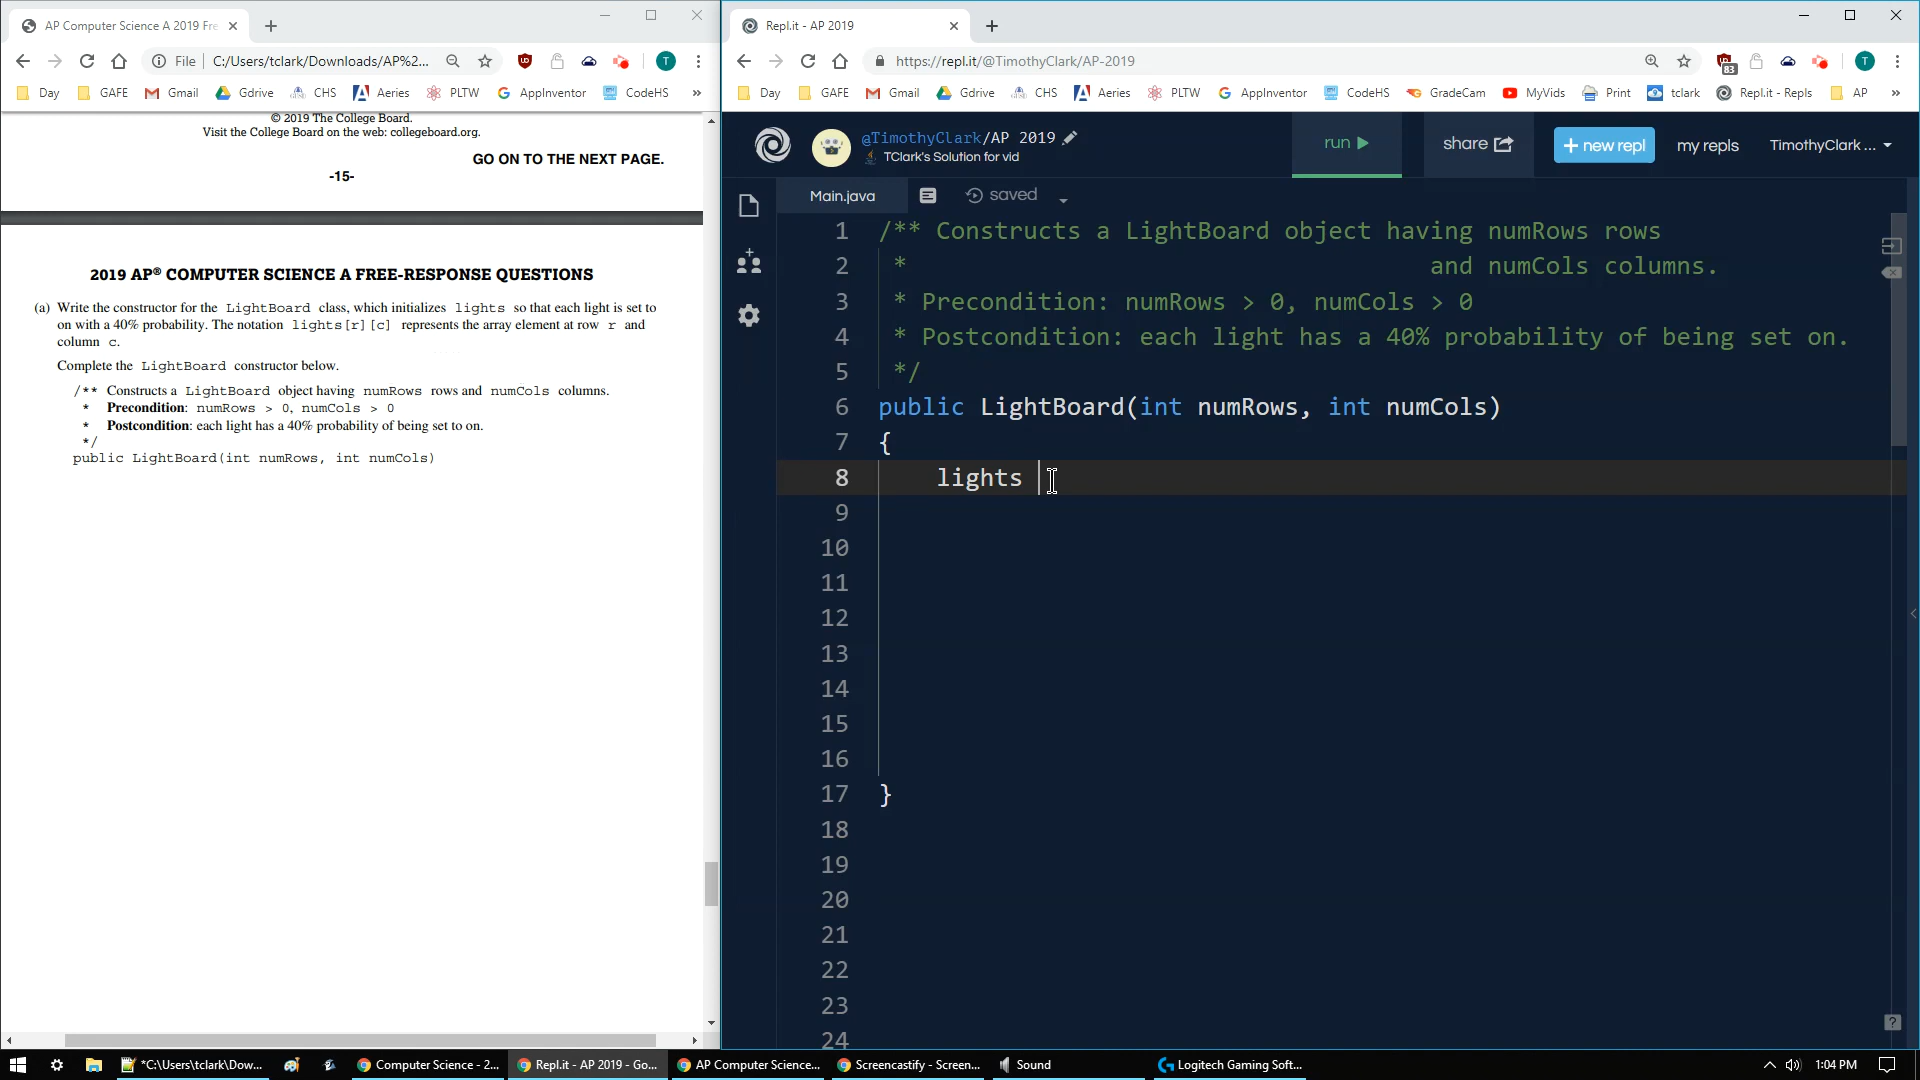 AP Computer Science A 2019 Fre
File
C:/Users/tclark/Downloads/AP%2...
T
Day
GAFE
Gmail
Gdrive
CHS
Aeries
PLTW
AppInventor
CodeHS
»
© 2019 The College Board.
Visit the College Board on the web: collegeboard.org.
GO ON TO THE NEXT PAGE.
-15-
2019 AP® COMPUTER SCIENCE A FREE-RESPONSE QUESTIONS
(a) Write the constructor for the LightBoard class, which initializes lights so that each light is set to
on with a 40% probability. The notation lights[r][c] represents the array element at row r and
column c.
Complete the LightBoard constructor below.
/** Constructs a LightBoard object having numRows rows and numCols columns.
* Precondition: numRows > 0, numCols > 0
* Postcondition: each light has a 40% probability of being set to on.
*/
public LightBoard(int numRows, int numCols)
Repl.it - AP 2019
https://repl.it/@TimothyClark/AP-2019
83
T
Day
GAFE
Gmail
Gdrive
CHS
Aeries
PLTW
AppInventor
CodeHS
GradeCam
MyVids
Print
tclark
Repl.it - Repls
AP
»
@TimothyClark/AP 2019
TClark's Solution for vid
run
share
+ new repl
my repls
TimothyClark ...
Main.java
saved
1 /** Constructs a LightBoard object having numRows rows
2 * and numCols columns.
3 * Precondition: numRows > 0, numCols > 0
4 * Postcondition: each light has a 40% probability of being set on.
5 */
6 public LightBoard(int numRows, int numCols)
7 {
8 lights
9
10
11
12
13
14
15
16
17 }
18
19
20
21
22
23
24
?
*C:\Users\tclark\Dow...
Computer Science - 2...
Repl.it - AP 2019 - Go...
AP Computer Science...
Screencastify - Screen...
Sound
Logitech Gaming Soft...
1:04 PM